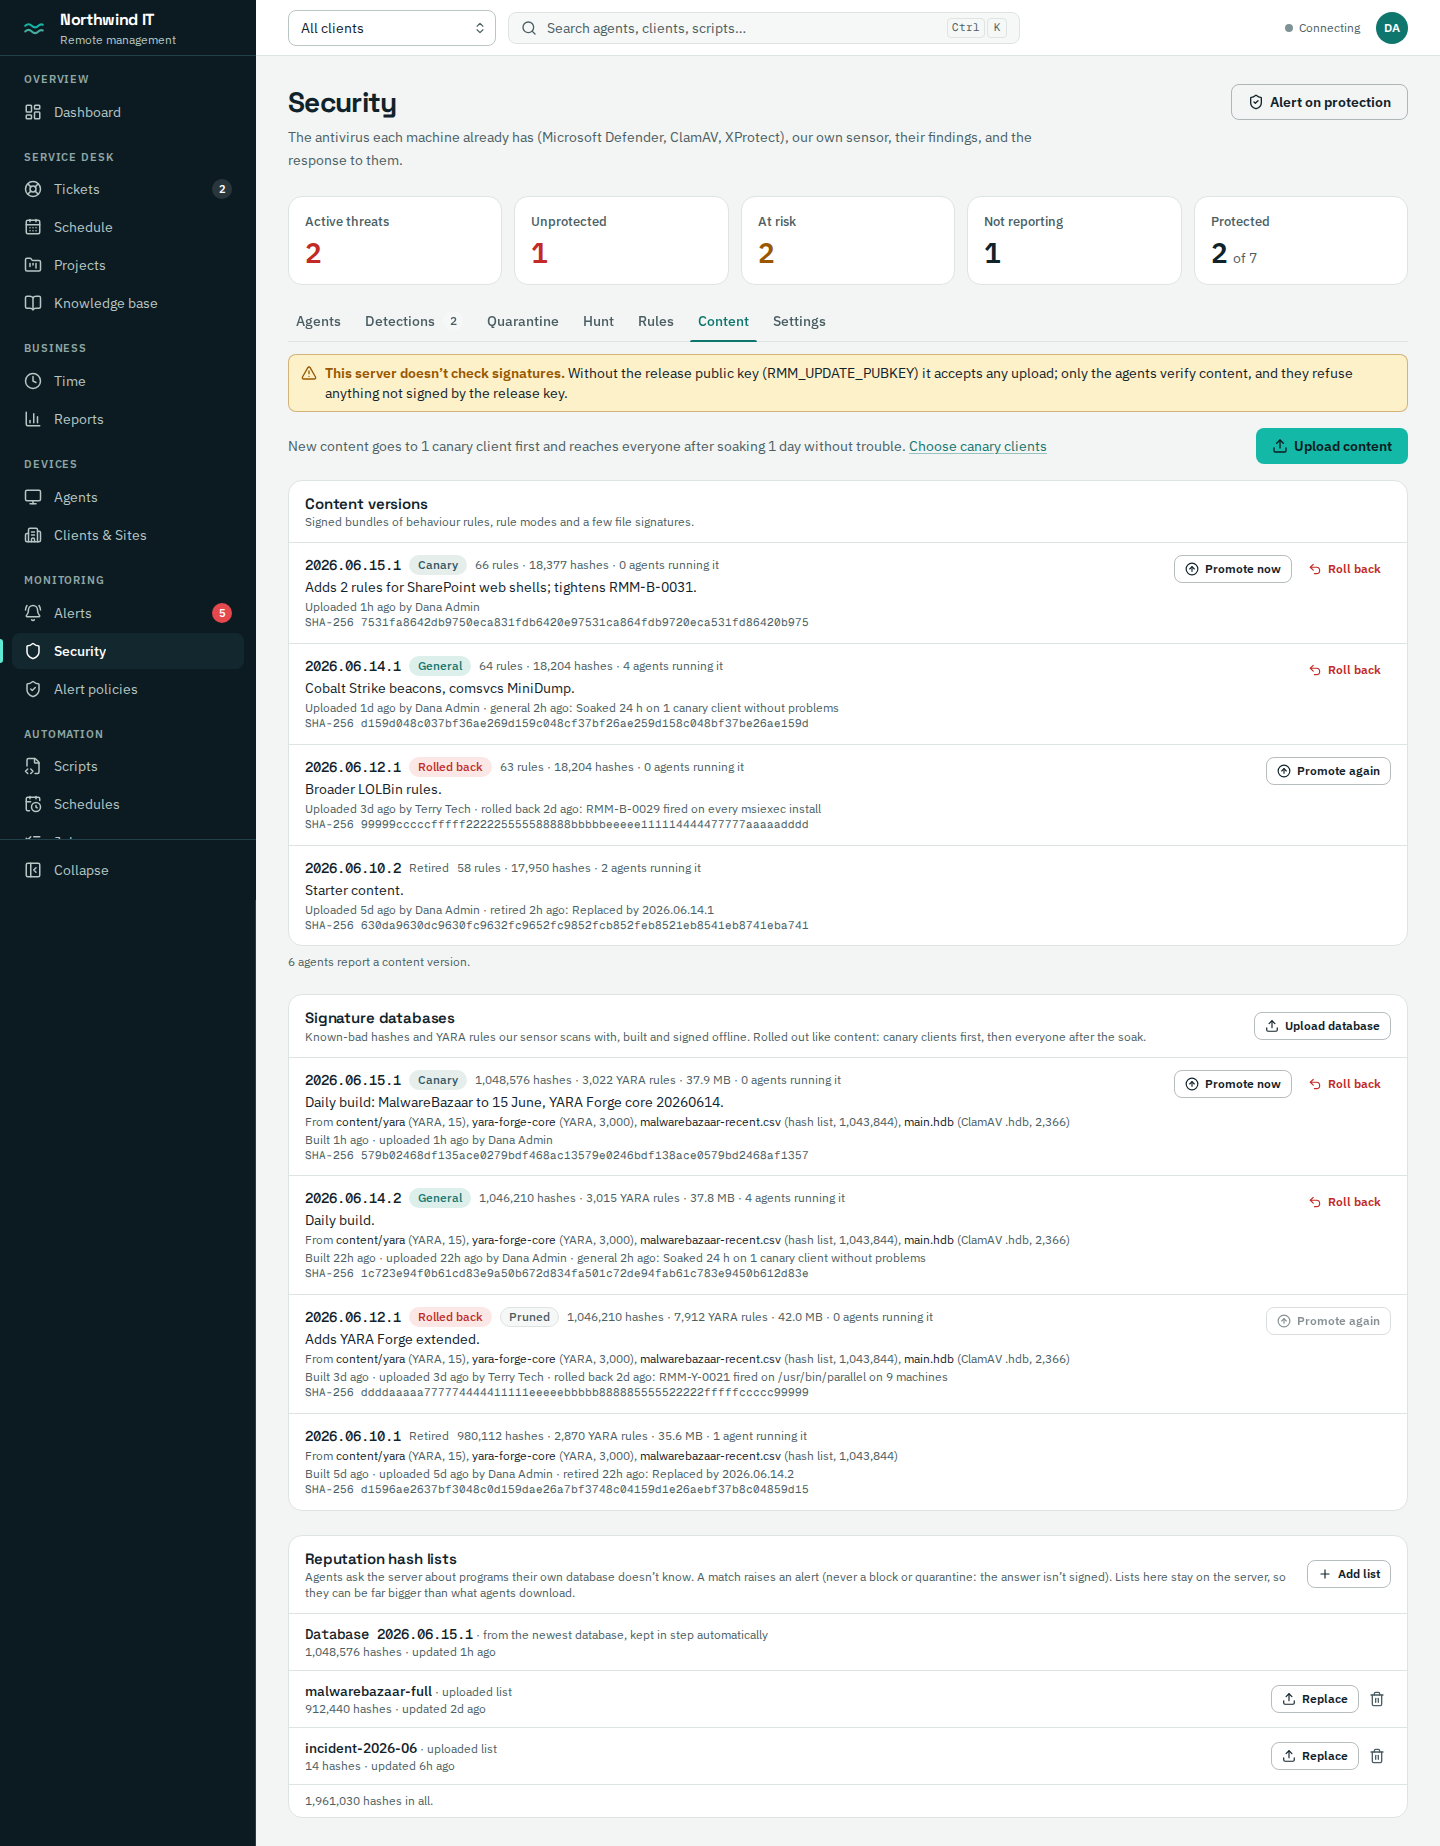 Northwind IT
Remote management
OVERVIEW
Dashboard
SERVICE DESK
Tickets 2
Schedule
Projects
Knowledge base
BUSINESS
Time
Reports
DEVICES
Agents
Clients & Sites
MONITORING
Alerts 5
Security
Alert policies
AUTOMATION
Scripts
Schedules
Collapse
All clients
Search agents, clients, scripts... Ctrl K
Connecting
DA
Security
Alert on protection
The antivirus each machine already has (Microsoft Defender, ClamAV, XProtect), our own sensor, their findings, and the
response to them.
Active threats
2
Unprotected
1
At risk
2
Not reporting
1
Protected
2 of 7
Agents Detections 2 Quarantine Hunt Rules Content Settings
This server doesn't check signatures. Without the release public key (RMM_UPDATE_PUBKEY) it accepts any upload; only the agents verify content, and they refuse
anything not signed by the release key.
New content goes to 1 canary client first and reaches everyone after soaking 1 day without trouble. Choose canary clients
Upload content
Content versions
Signed bundles of behaviour rules, rule modes and a few file signatures.
2026.06.15.1 Canary 66 rules · 18,377 hashes · 0 agents running it
Promote now Roll back
Adds 2 rules for SharePoint web shells; tightens RMM-B-0031.
Uploaded 1h ago by Dana Admin
SHA-256 7531fa8642db9750eca831fdb6420e97531ca864fdb9720eca531fd86420b975
2026.06.14.1 General 64 rules · 18,204 hashes · 4 agents running it
Roll back
Cobalt Strike beacons, comsvcs MiniDump.
Uploaded 1d ago by Dana Admin · general 2h ago: Soaked 24 h on 1 canary client without problems
SHA-256 d159d048c037bf36ae269d159c048cf37bf26ae259d158c048bf37be26ae159d
2026.06.12.1 Rolled back 63 rules · 18,204 hashes · 0 agents running it
Promote again
Broader LOLBin rules.
Uploaded 3d ago by Terry Tech · rolled back 2d ago: RMM-B-0029 fired on every msiexec install
SHA-256 99999cccccfffff222225555588888bbbbbeeeee111114444477777aaaaadddd
2026.06.10.2 Retired 58 rules · 17,950 hashes · 2 agents running it
Starter content.
Uploaded 5d ago by Dana Admin · retired 2h ago: Replaced by 2026.06.14.1
SHA-256 630da9630dc9630fc9632fc9652fc9852fcb852feb8521eb8541eb8741eba741
6 agents report a content version.
Signature databases
Known-bad hashes and YARA rules our sensor scans with, built and signed offline. Rolled out like content: canary clients first, then everyone after the soak.
Upload database
2026.06.15.1 Canary 1,048,576 hashes · 3,022 YARA rules · 37.9 MB · 0 agents running it
Promote now Roll back
Daily build: MalwareBazaar to 15 June, YARA Forge core 20260614.
From content/yara (YARA, 15), yara-forge-core (YARA, 3,000), malwarebazaar-recent.csv (hash list, 1,043,844), main.hdb (ClamAV .hdb, 2,366)
Built 1h ago · uploaded 1h ago by Dana Admin
SHA-256 579b02468df135ace0279bdf468ac13579e0246bdf138ace0579bd2468af1357
2026.06.14.2 General 1,046,210 hashes · 3,015 YARA rules · 37.8 MB · 4 agents running it
Roll back
Daily build.
From content/yara (YARA, 15), yara-forge-core (YARA, 3,000), malwarebazaar-recent.csv (hash list, 1,043,844), main.hdb (ClamAV .hdb, 2,366)
Built 22h ago · uploaded 22h ago by Dana Admin · general 2h ago: Soaked 24 h on 1 canary client without problems
SHA-256 1c723e94f0b61cd83e9a50b672d834fa501c72de94fab61c783e9450b612d83e
2026.06.12.1 Rolled back Pruned 1,046,210 hashes · 7,912 YARA rules · 42.0 MB · 0 agents running it
Promote again
Adds YARA Forge extended.
From content/yara (YARA, 15), yara-forge-core (YARA, 3,000), malwarebazaar-recent.csv (hash list, 1,043,844), main.hdb (ClamAV .hdb, 2,366)
Built 3d ago · uploaded 3d ago by Terry Tech · rolled back 2d ago: RMM-Y-0021 fired on /usr/bin/parallel on 9 machines
SHA-256 ddddaaaaa777774444411111eeeeebbbbb888885555522222fffffccccc99999
2026.06.10.1 Retired 980,112 hashes · 2,870 YARA rules · 35.6 MB · 1 agent running it
From content/yara (YARA, 15), yara-forge-core (YARA, 3,000), malwarebazaar-recent.csv (hash list, 1,043,844)
Built 5d ago · uploaded 5d ago by Dana Admin · retired 22h ago: Replaced by 2026.06.14.2
SHA-256 d1596ae2637bf3048c0d159dae26a7bf3748c04159d1e26aebf37b8c04859d15
Reputation hash lists
Agents ask the server about programs their own database doesn't know. A match raises an alert (never a block or quarantine: the answer isn't signed). Lists here stay on the server, so
they can be far bigger than what agents download.
Add list
Database 2026.06.15.1 · from the newest database, kept in step automatically
1,048,576 hashes · updated 1h ago
malwarebazaar-full · uploaded list
912,440 hashes · updated 2d ago
Replace
incident-2026-06 · uploaded list
14 hashes · updated 6h ago
Replace
1,961,030 hashes in all.